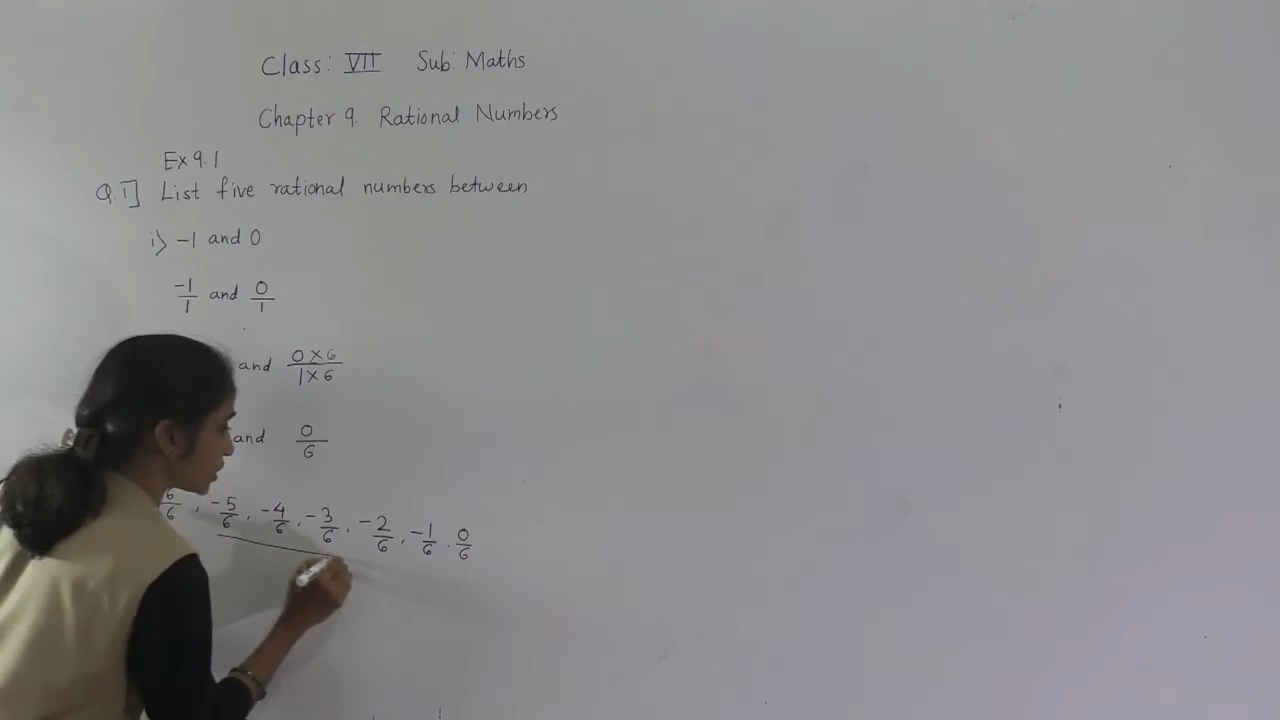 Class: VII Sub: Maths
Chapter 9. Rational Numbers
Ex 9.1
Q.1] List five rational numbers between
i) -1 and 0
-1/1 and 0/1
and 0×6/1×6
and 0/6
6/6, -5/6, -4/6, -3/6, -2/6, -1/6, 0/6